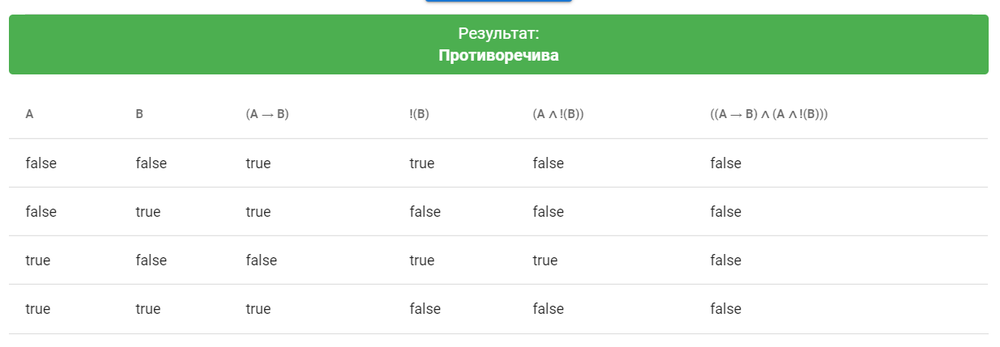 Результат:
Противоречива
A B (A → B) !(B) (A ∧ !(B)) ((A → B) ∧ (A ∧ !(B)))
false false true true false false
false true true false false false
true false false true true false
true true true false false false